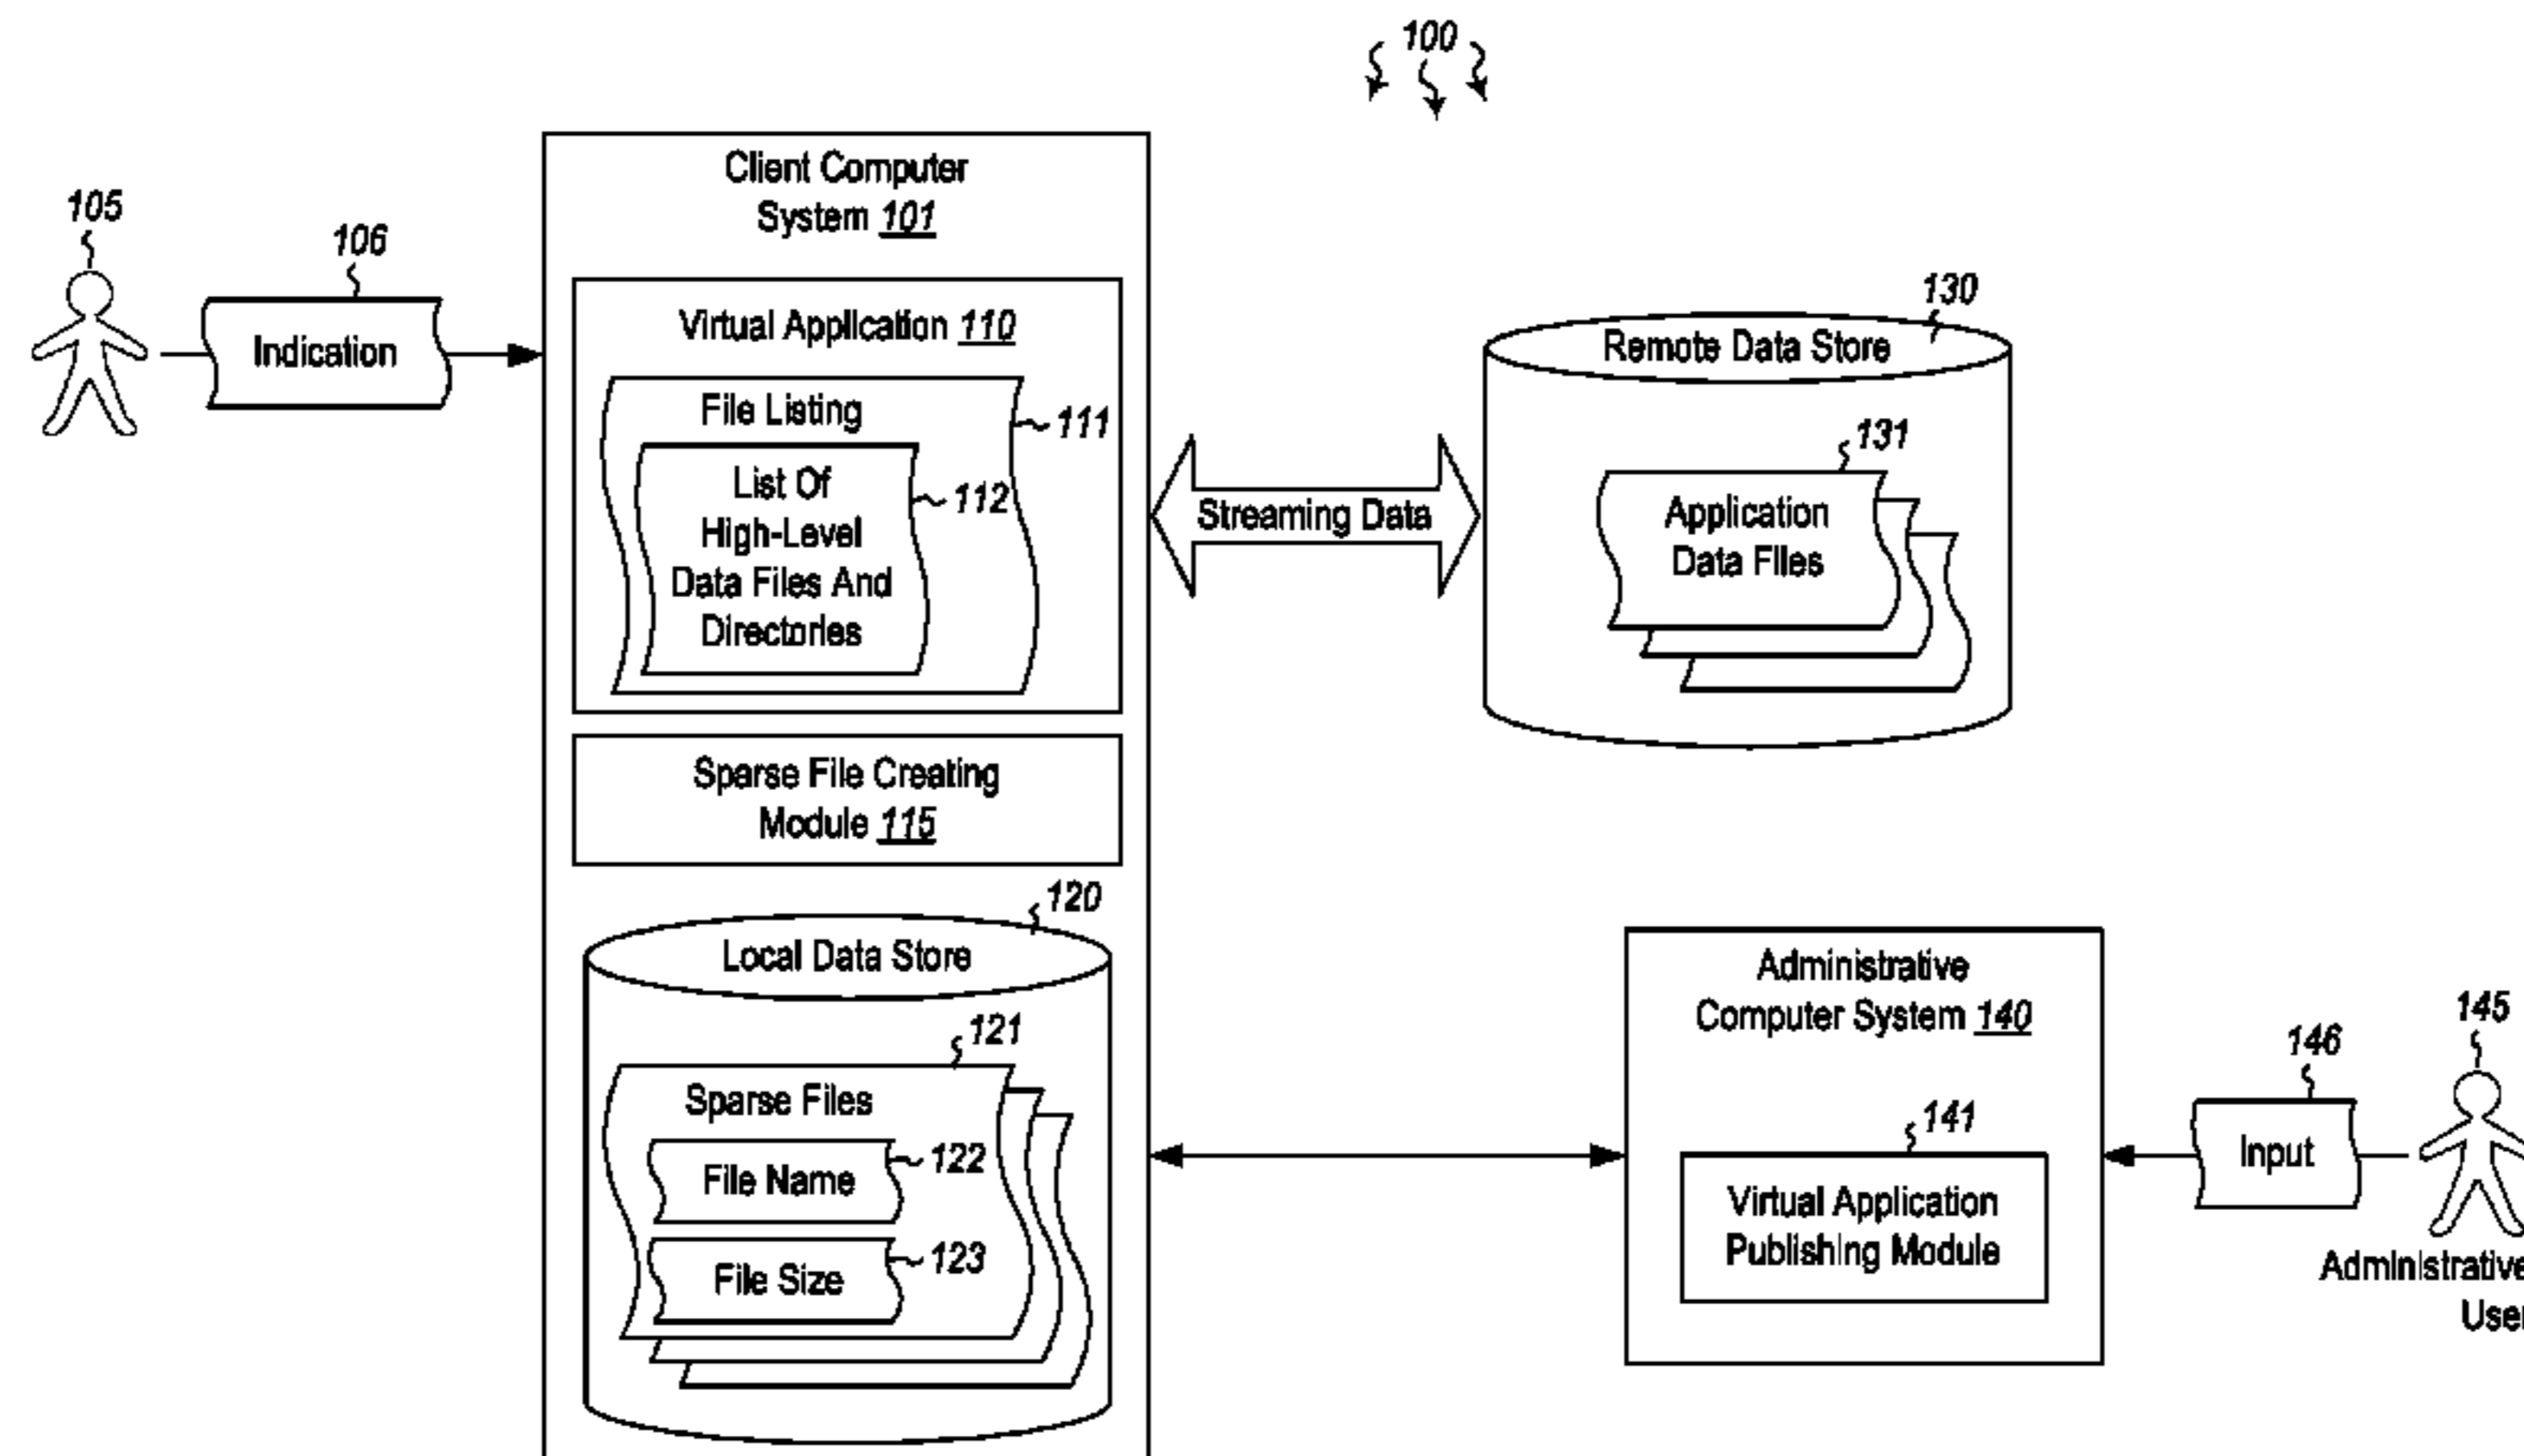 100
105
106
Indication
Client Computer
System 101
Virtual Application 110
File Listing
111
List Of
High-Level
Data Files And
Directories
112
Sparse File Creating
Module 115
120
Local Data Store
121
Sparse Files
File Name
122
File Size
123
Streaming Data
130
Remote Data Store
131
Application
Data Files
Administrative
Computer System 140
141
Virtual Application
Publishing Module
146
Input
145
Administrative
User